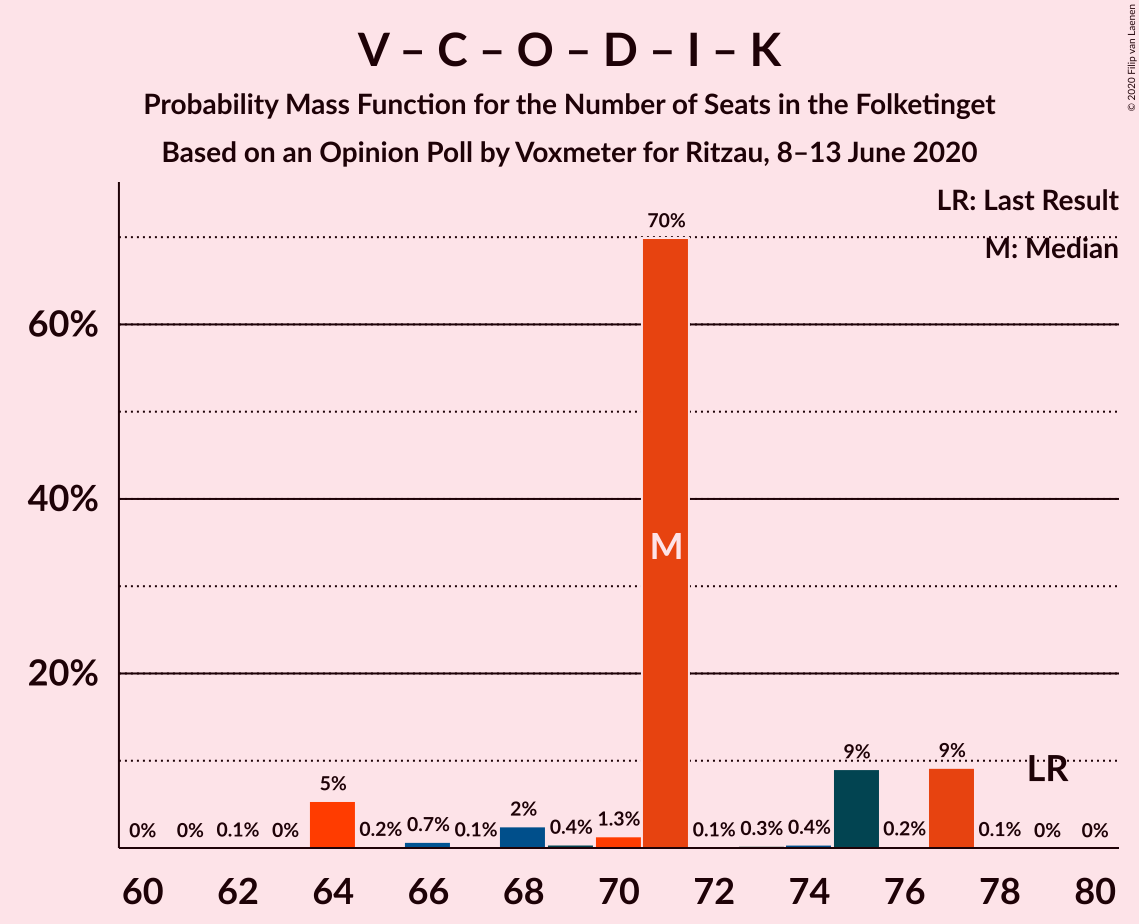 V – C – O – D – I – K
Probability Mass Function for the Number of Seats in the Folketinget
Based on an Opinion Poll by Voxmeter for Ritzau, 8–13 June 2020
© 2020 Filip van Laenen
LR: Last Result
M: Median
60%
40%
20%
0% 0% 0.1% 0% 5% 0.2% 0.7% 0.1% 2% 0.4% 1.3% 70% 0.1% 0.3% 0.4% 9% 0.2% 9% 0.1% 0% 0%
M
LR
60 62 64 66 68 70 72 74 76 78 80